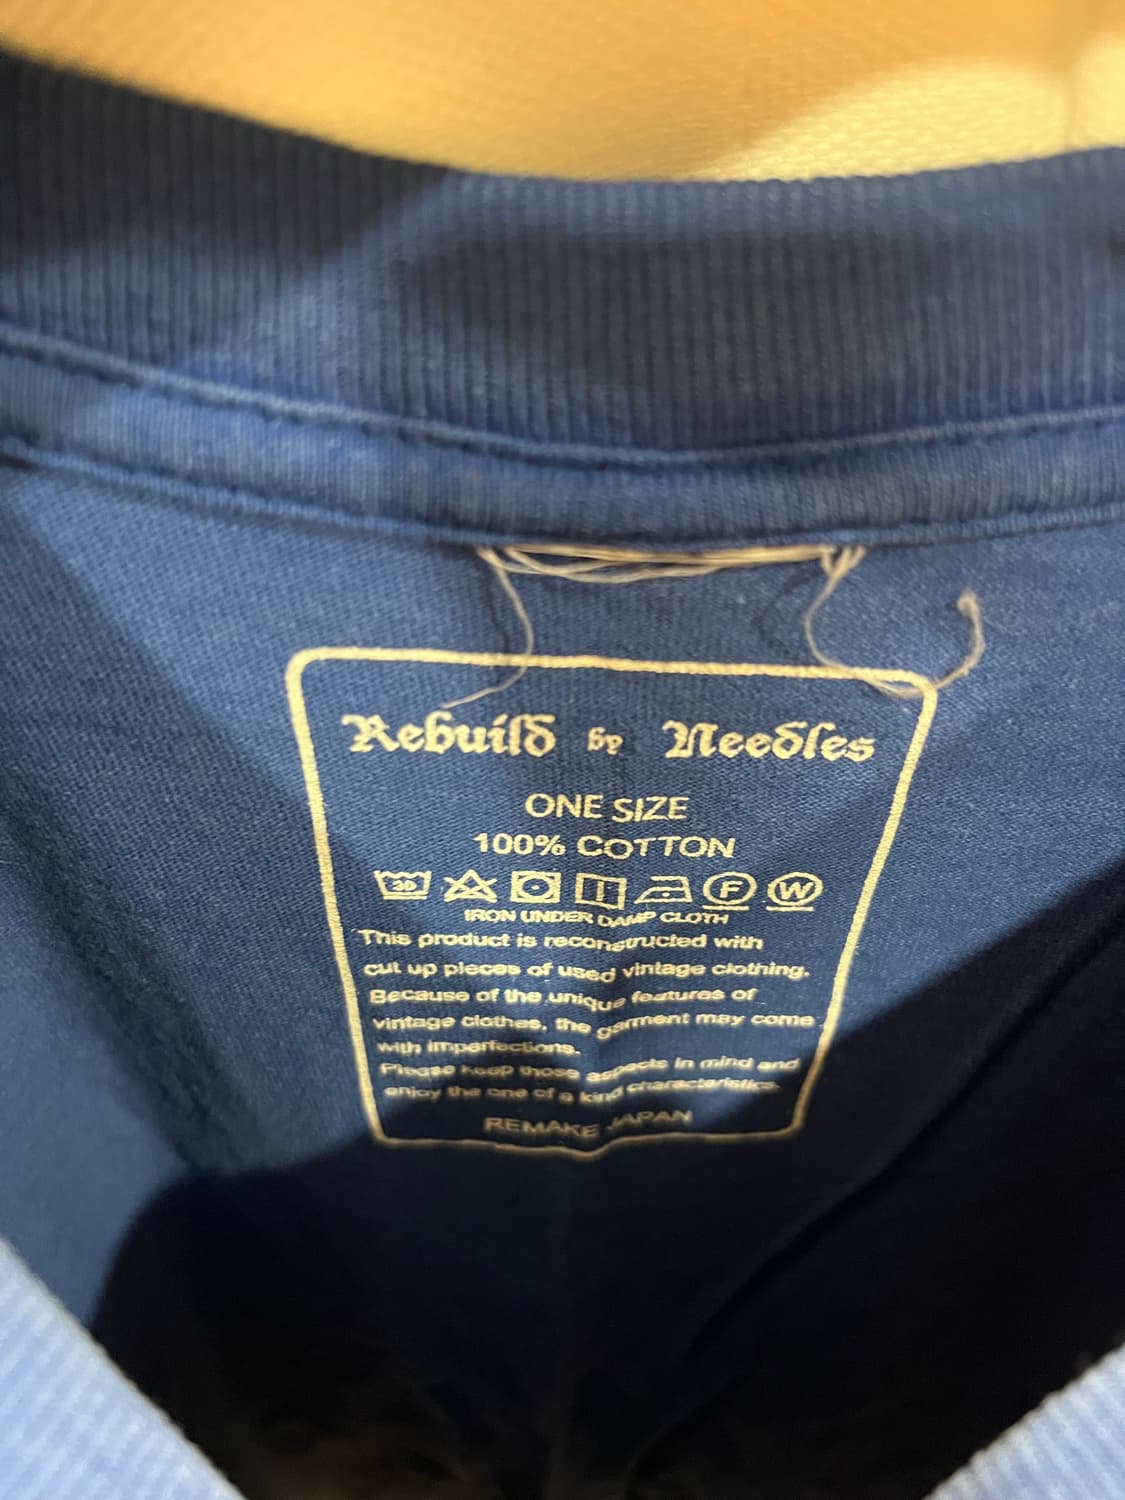 Rebuild by Needles
ONE SIZE
100% COTTON
30 F W
IRON UNDER DAMP CLOTH
This product is reconstructed with
cut up pieces of used vintage clothing.
Because of the unique features of
vintage clothes, the garment may come
with imperfections.
Please keep those aspects in mind and
enjoy the one of a kind characteristics.
REMAKE JAPAN